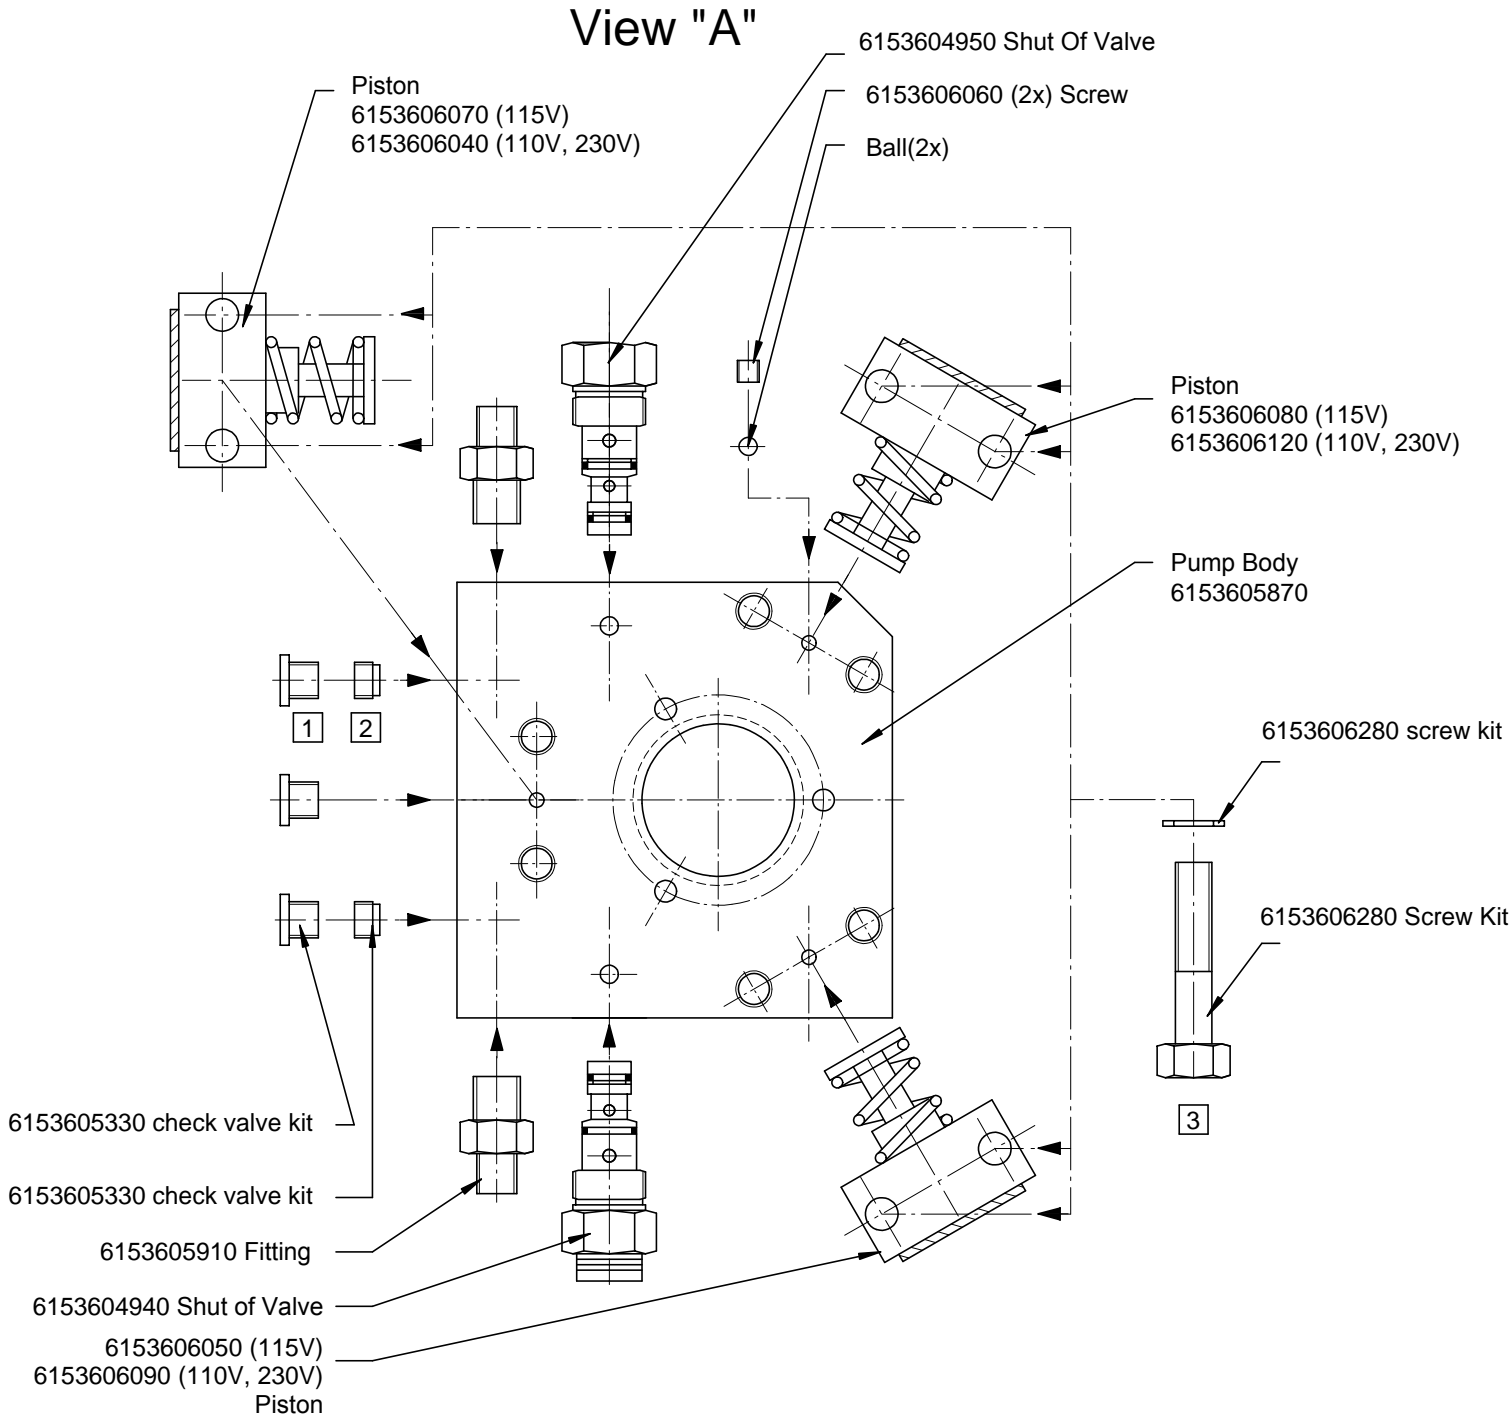 View "A"
6153604950 Shut Of Valve
Piston
6153606070 (115V)
6153606040 (110V, 230V)
6153606060 (2x) Screw
Ball(2x)
Piston
6153606080 (115V)
6153606120 (110V, 230V)
Pump Body
6153605870
1
2
6153606280 screw kit
6153606280 Screw Kit
3
6153605330 check valve kit
6153605330 check valve kit
6153605910 Fitting
6153604940 Shut of Valve
6153606050 (115V)
6153606090 (110V, 230V)
Piston